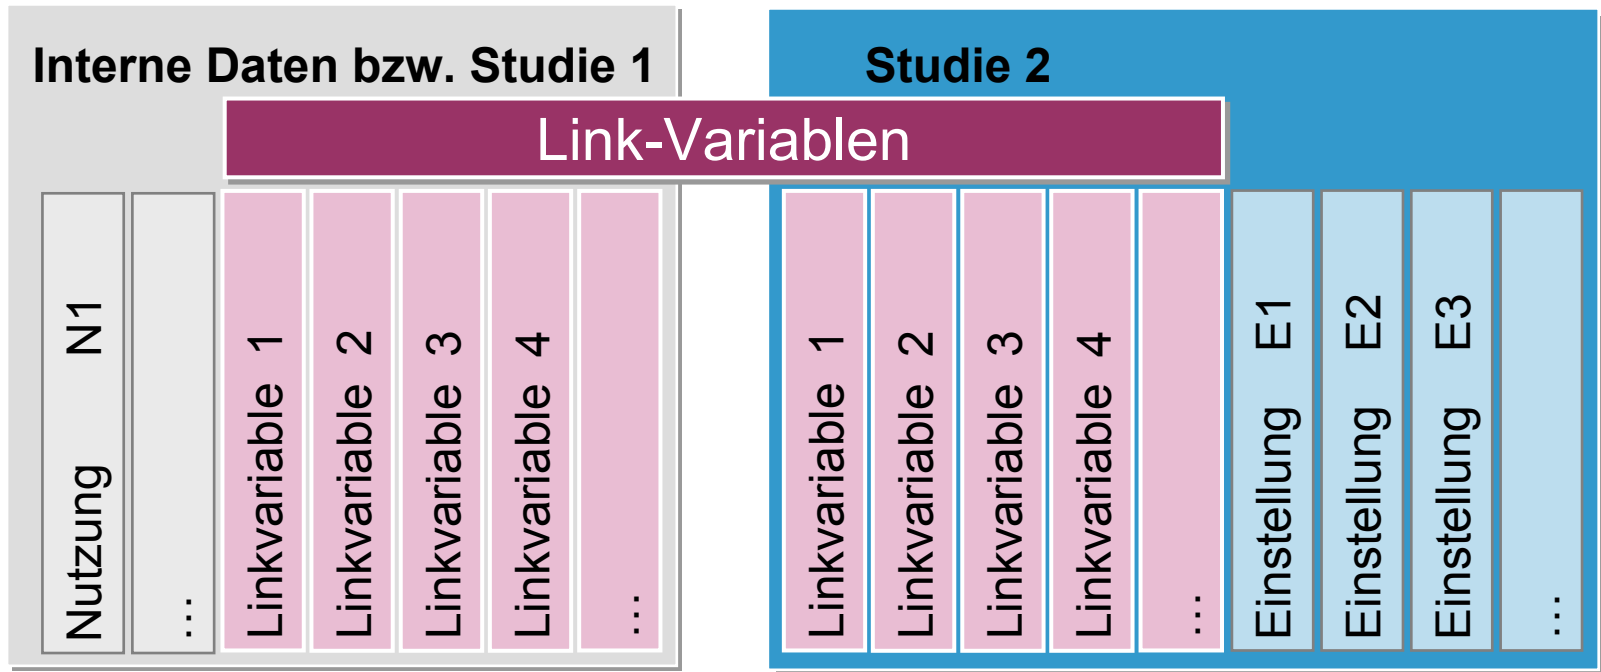 Interne Daten bzw. Studie 1
Studie 2
Link-Variablen
Nutzung N1
...
Linkvariable 1
Linkvariable 2
Linkvariable 3
Linkvariable 4
...
Linkvariable 1
Linkvariable 2
Linkvariable 3
Linkvariable 4
...
Einstellung E1
Einstellung E2
Einstellung E3
...